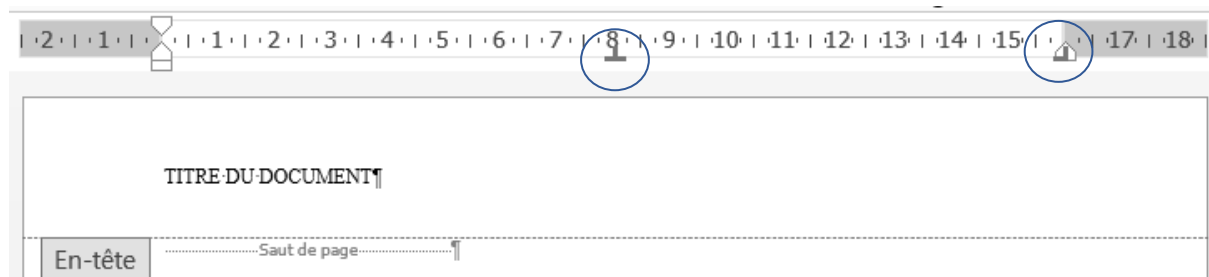 2 1 1 2 3 4 5 6 7 8 9 10 11 12 13 14 15 17 18
TITRE·DU·DOCUMENT¶
En-tête
Saut de page¶